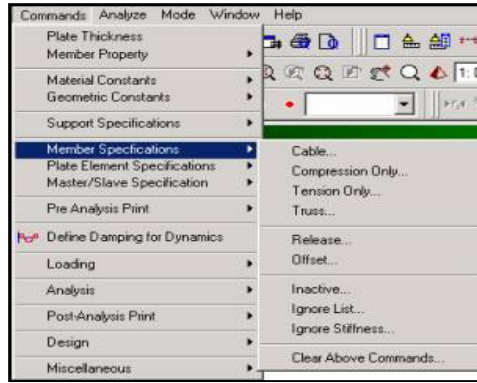 Commands Analyze Mode Window Help
Plate Thickness
Member Property
Material Constants
Geometric Constants
1:
Support Specifications
Member Specifications
Cable...
Plate Element Specifications
Compression Only...
Master/Slave Specification
Tension Only...
Truss...
Pre Analysis Print
Define Damping for Dynamics
Release...
Offset...
Loading
Analysis
Inactive...
Ignore List...
Post-Analysis Print
Ignore Stiffness...
Design
Clear Above Commands...
Miscellaneous